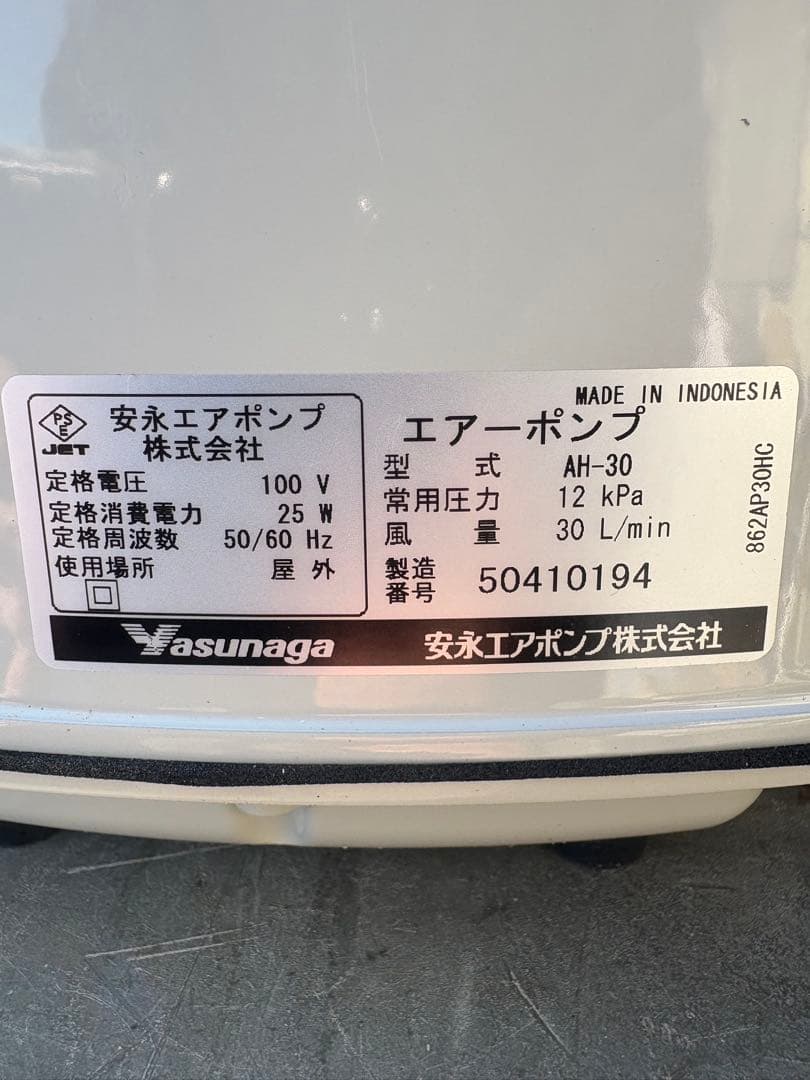 PSE
JET
安永エアポンプ
株式会社
定格電圧 100 V
定格消費電力 25 W
定格周波数 50/60 Hz
使用場所 屋外
MADE IN INDONESIA
エアーポンプ
型式 AH-30
常用圧力 12 kPa
風量 30 L/min
製造
番号 50410194
862AP30HC
Yasunaga 安永エアポンプ株式会社